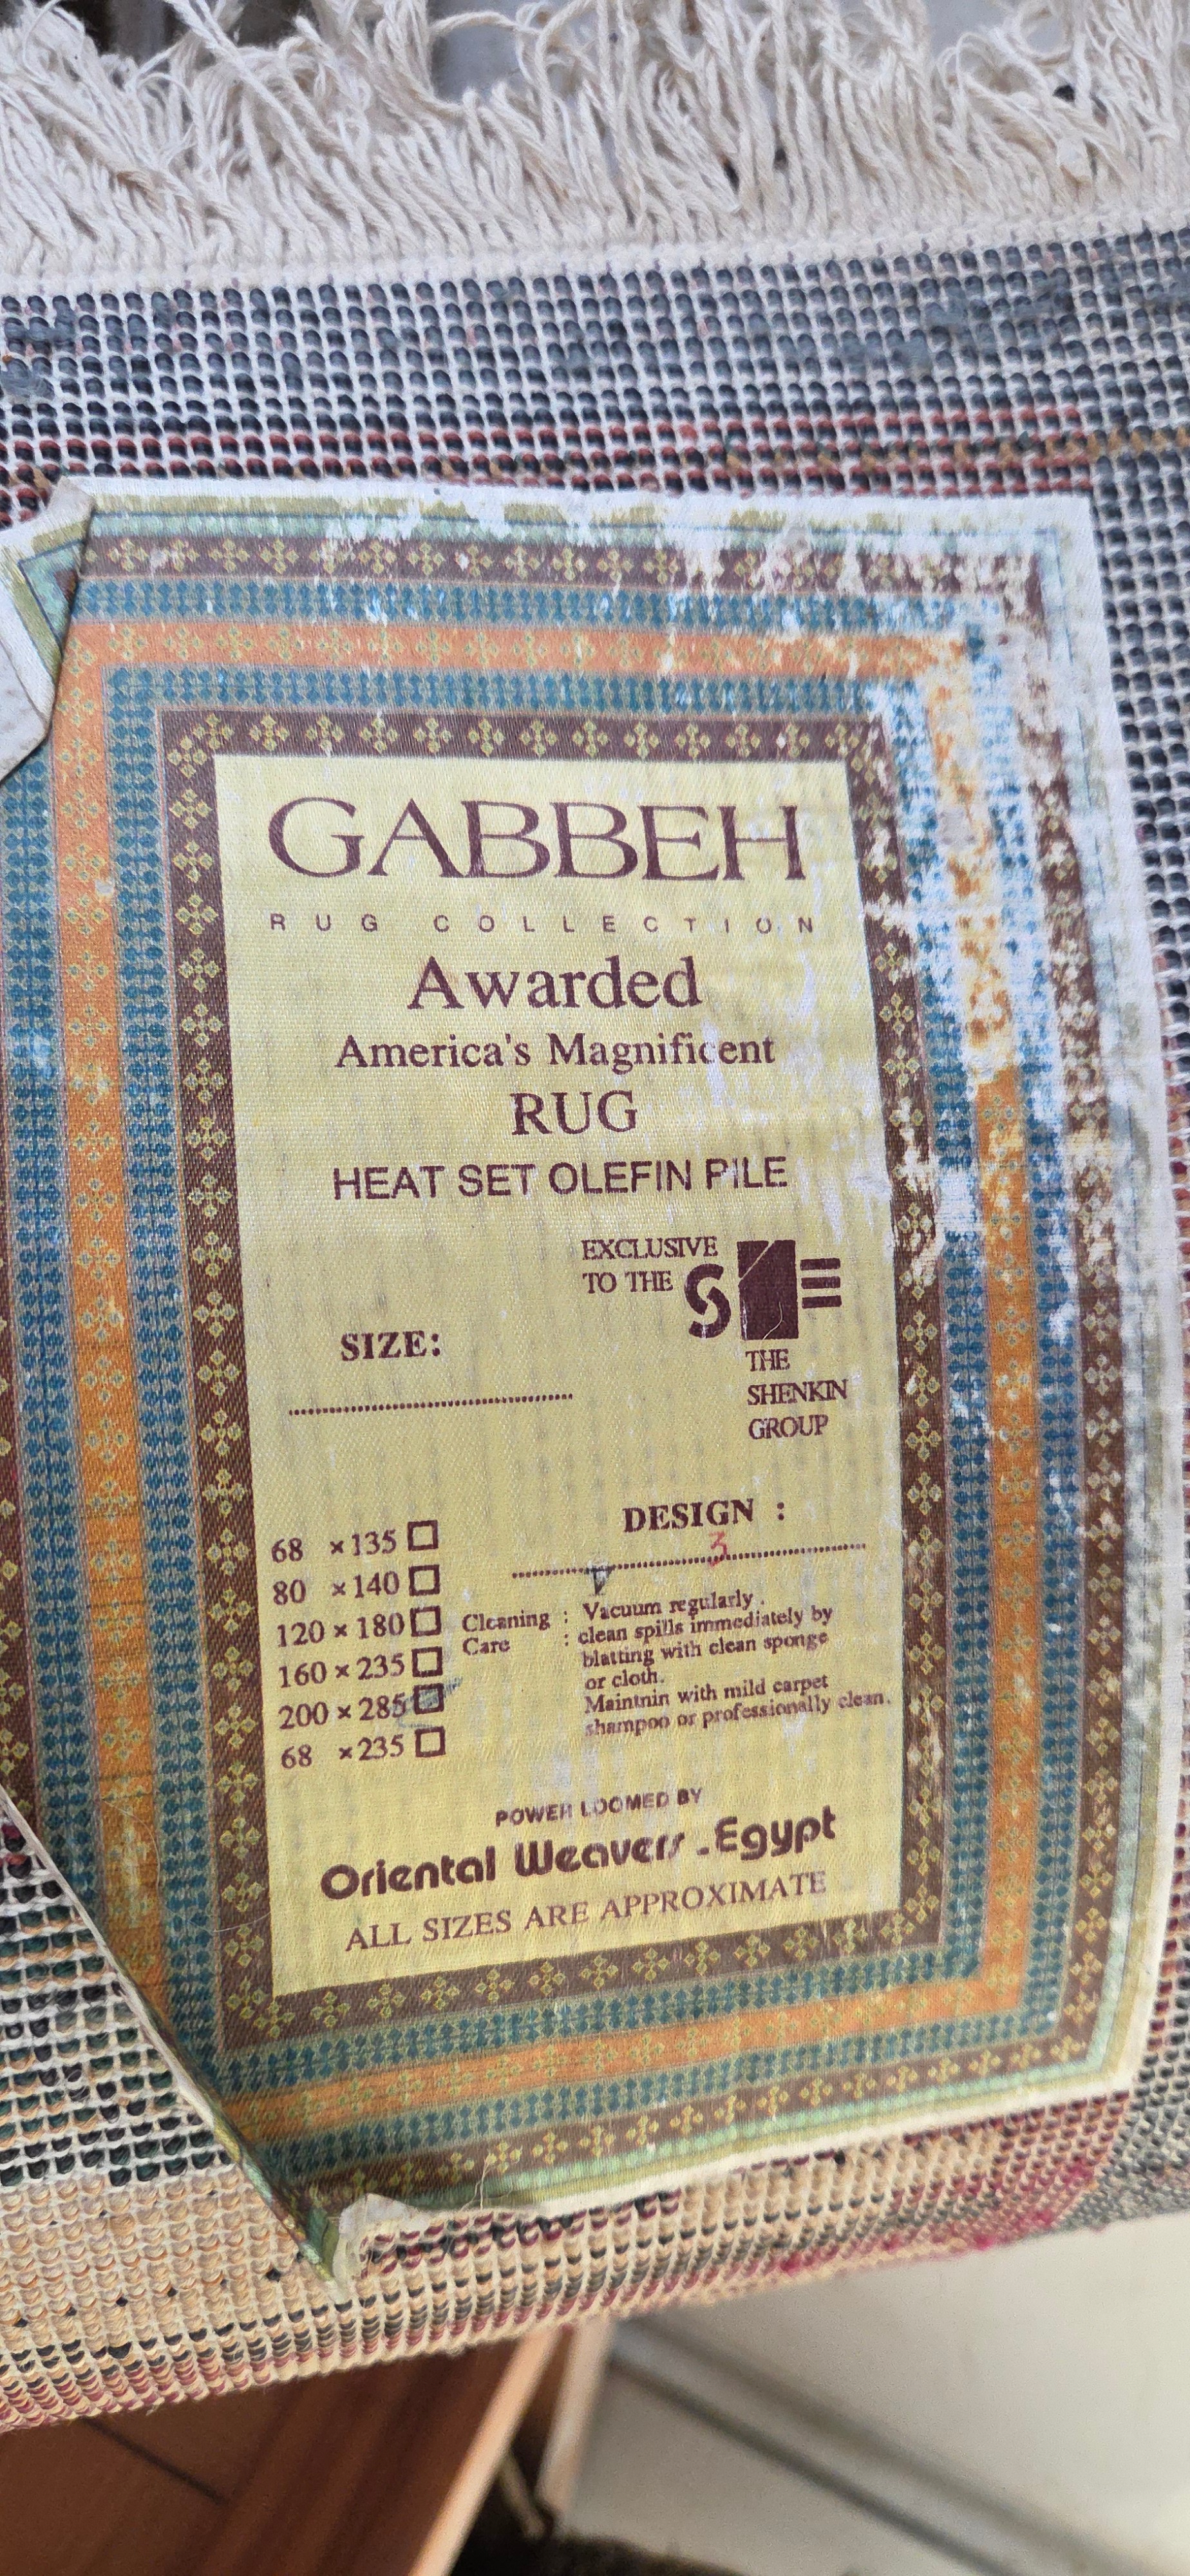 GABBEH
RUG COLLECTION
Awarded
America's Magnificent
RUG
HEAT SET OLEFIN PILE
EXCLUSIVE
TO THE
THE
SHENKIN
GROUP
SIZE:
68 ×135
80 ×140
120 × 180
160 × 235
200 × 285
68 ×235
DESIGN :
3
Cleaning : Vacuum regularly.
Care : clean spills immediately by
blatting with clean sponge
or cloth.
Maintnin with mild carpet
shampoo or professionally clean.
POWER LOOMED BY
Oriental Weavers.Egypt
ALL SIZES ARE APPROXIMATE